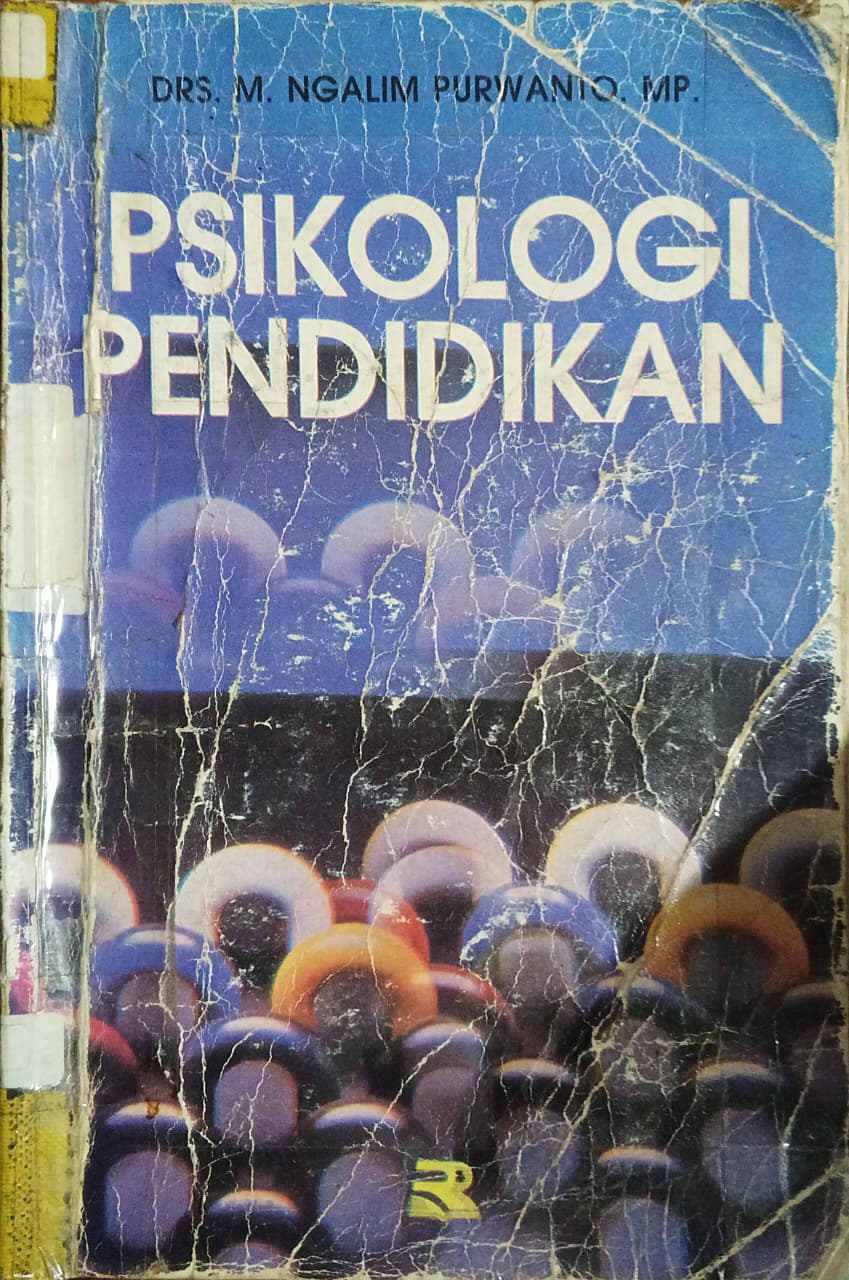 DRS. M. NGALIM PURWANTO, MP.
PSIKOLOGI
PENDIDIKAN